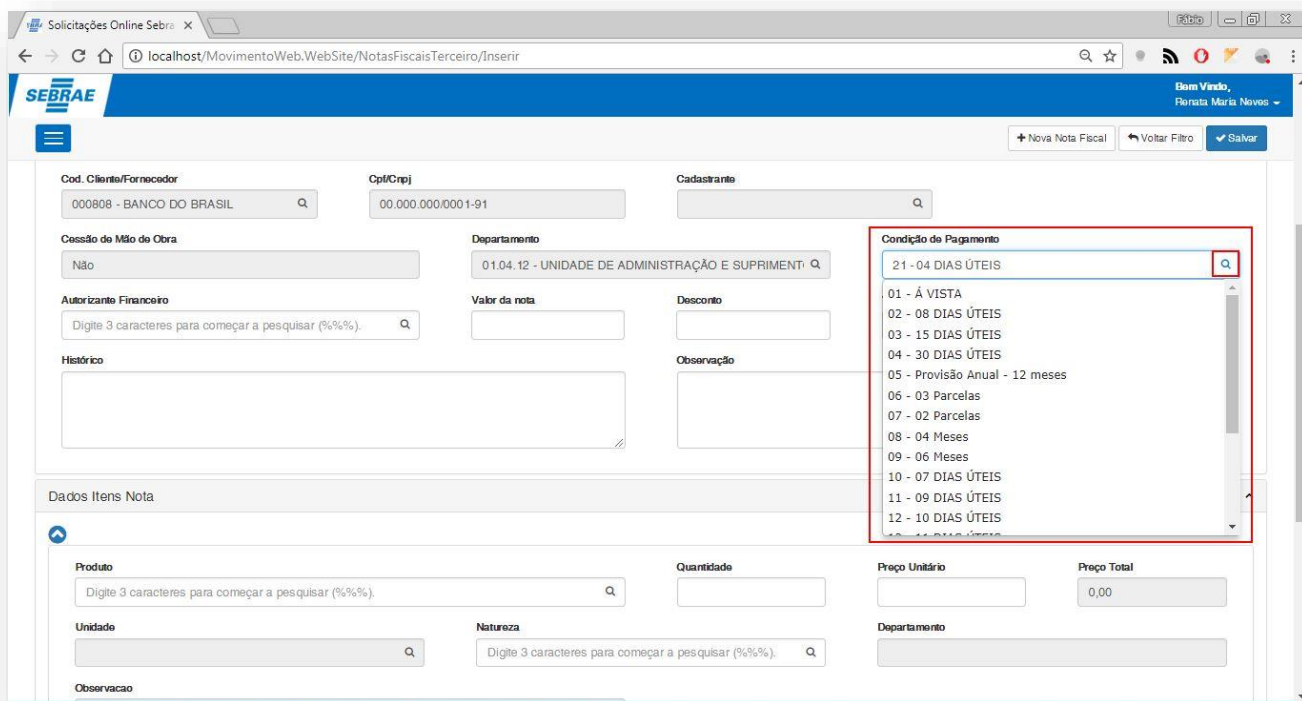 Solicitações Online Sebra
Fábio
localhost/MovimentoWeb.WebSite/NotasFiscaisTerceiro/Inserir
SEBRAE
Bem Vindo,
Renata Maria Neves
Nova Nota Fiscal
Voltar Filtro
Salvar
Cod. Cliente/Fornecedor
Cpf/Cnpj
Cadastrante
000808 - BANCO DO BRASIL
00.000.000/0001-91
Cessão de Mão de Obra
Departamento
Condição de Pagamento
Não
01.04.12 - UNIDADE DE ADMINISTRAÇÃO E SUPRIMENT
21 - 04 DIAS ÚTEIS
Autorizante Financeiro
Valor da nota
Desconto
Digite 3 caracteres para começar a pesquisar (%%%).
Histórico
Observação
01 - Á VISTA
02 - 08 DIAS ÚTEIS
03 - 15 DIAS ÚTEIS
04 - 30 DIAS ÚTEIS
05 - Provisão Anual - 12 meses
06 - 03 Parcelas
07 - 02 Parcelas
08 - 04 Meses
09 - 06 Meses
10 - 07 DIAS ÚTEIS
11 - 09 DIAS ÚTEIS
12 - 10 DIAS ÚTEIS
Dados Itens Nota
Produto
Quantidade
Preço Unitário
Preço Total
Digite 3 caracteres para começar a pesquisar (%%%).
0,00
Unidade
Natureza
Departamento
Digite 3 caracteres para começar a pesquisar (%%%).
Observacao